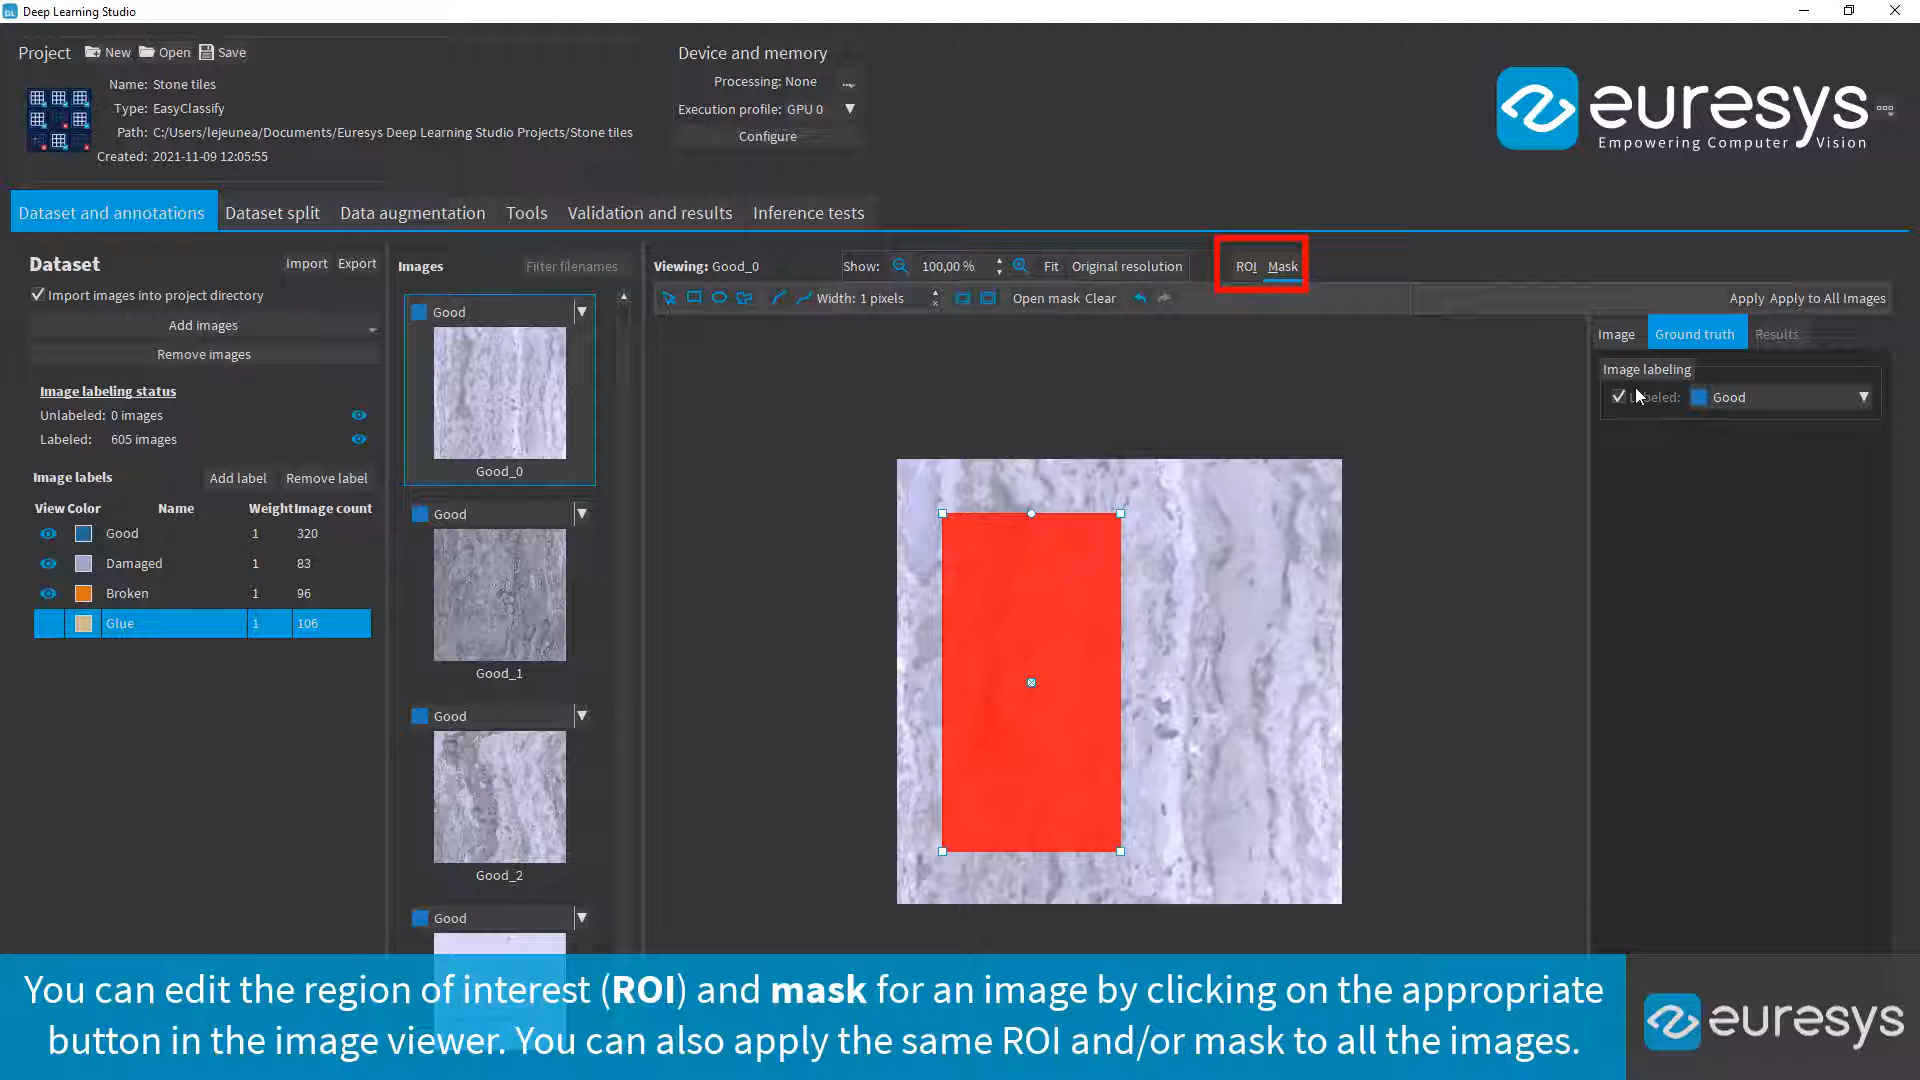 Deep Learning Studio
Project New Open Save
Name: Stone tiles
Type: EasyClassify
Path: C:/Users/lejeunea/Documents/Euresys Deep Learning Studio Projects/Stone tiles
Created: 2021-11-09 12:05:55
Device and memory
Processing: None ...
Execution profile: GPU 0
Configure
euresys
Empowering Computer Vision
Dataset and annotations Dataset split Data augmentation Tools Validation and results Inference tests
Dataset Import Export
Import images into project directory
Add images
Remove images
Image labeling status
Unlabeled: 0 images
Labeled: 605 images
Image labels Add label Remove label
View Color Name Weight Image count
Good 1 320
Damaged 1 83
Broken 1 96
Glue 1 106
Images Filter filenames
Good
Good_0
Good
Good_1
Good
Good_2
Good
Viewing: Good_0 Show: 100,00 % Fit Original resolution ROI Mask
Width: 1 pixels Open mask Clear Apply Apply to All Images
Image Ground truth Results
Image labeling
Good
You can edit the region of interest (ROI) and mask for an image by clicking on the appropriate
button in the image viewer. You can also apply the same ROI and/or mask to all the images.
euresys